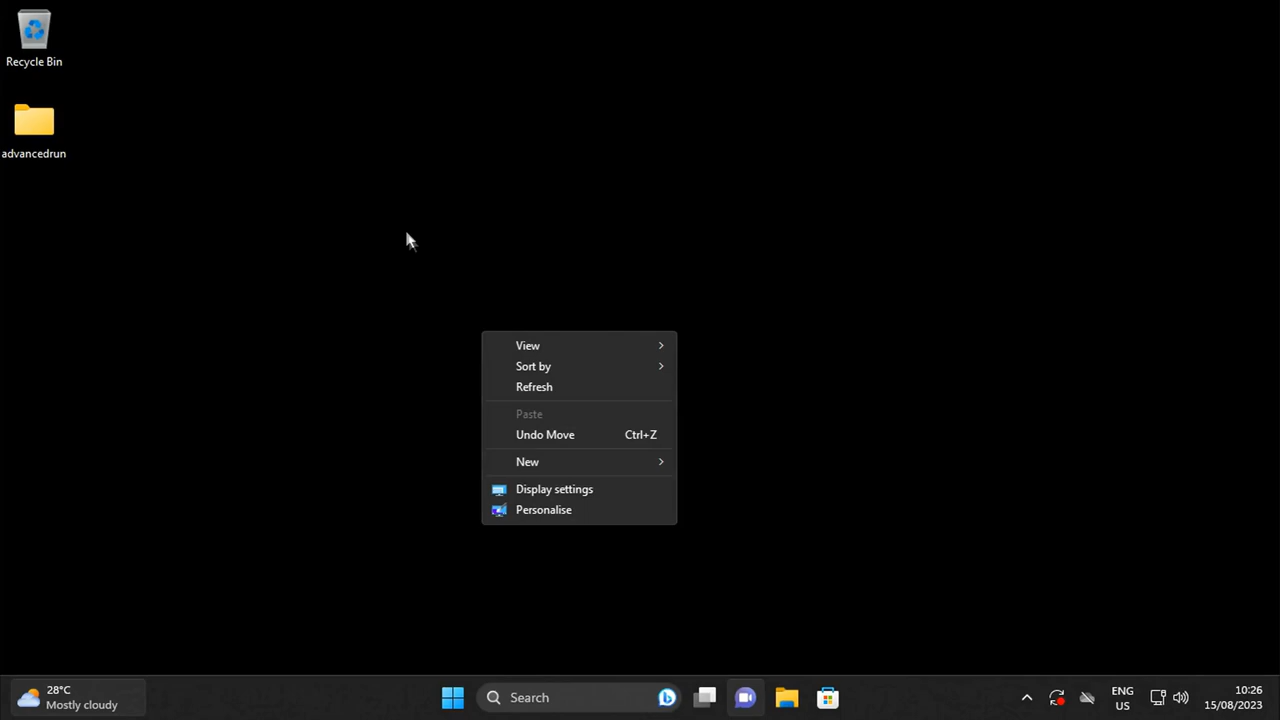 Recycle Bin
advancedrun
View
Sort by
Refresh
Paste
Undo Move Ctrl+Z
New
Display settings
Personalise
28°C
Mostly cloudy
Search
ENG
US
10:26
15/08/2023